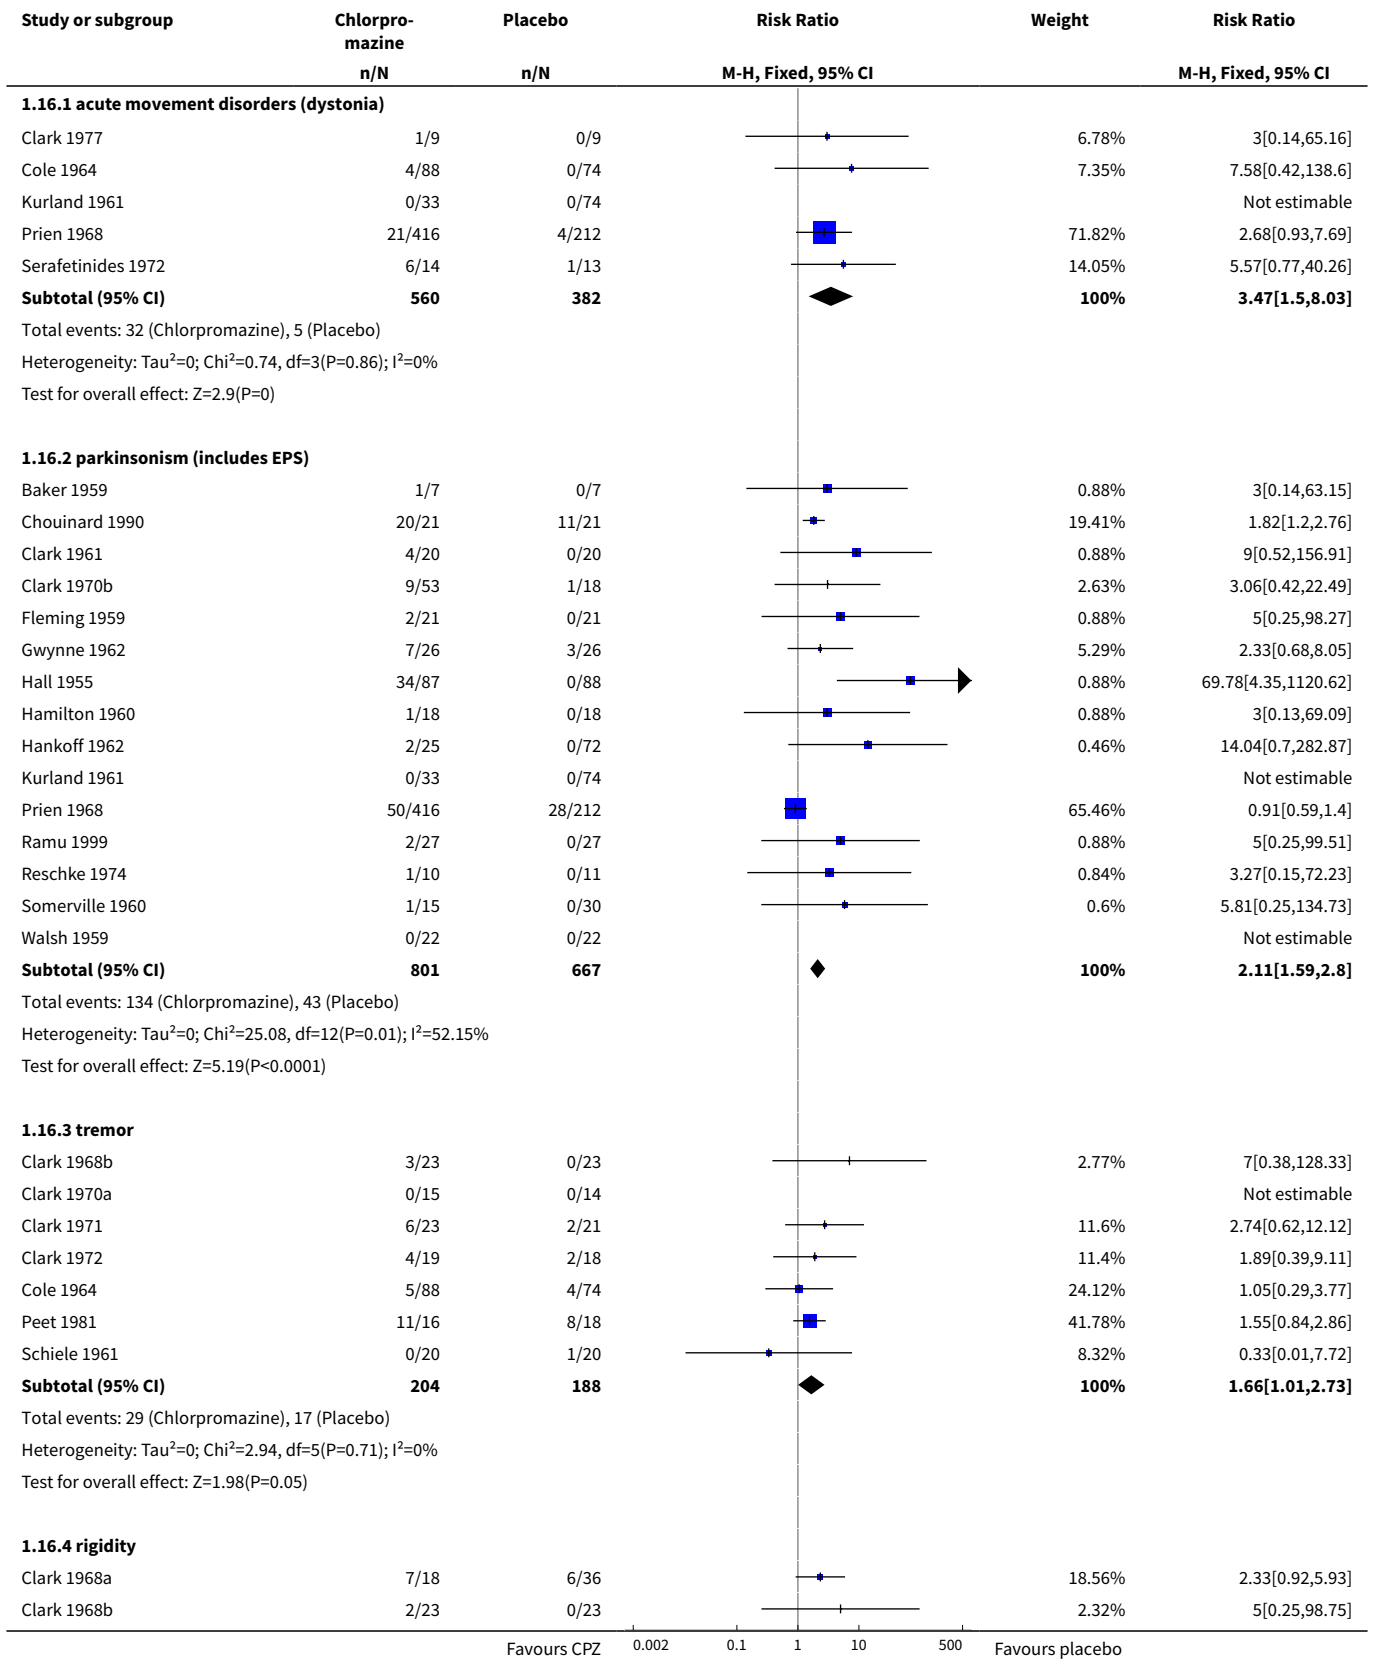 Study or subgroup Chlorpro- Placebo Risk Ratio Weight Risk Ratio
mazine
n/N n/N M-H, Fixed, 95% CI M-H, Fixed, 95% CI
1.16.1 acute movement disorders (dystonia)
Clark 1977 1/9 0/9 6.78% 3[0.14,65.16]
Cole 1964 4/88 0/74 7.35% 7.58[0.42,138.6]
Kurland 1961 0/33 0/74 Not estimable
Prien 1968 21/416 4/212 71.82% 2.68[0.93,7.69]
Serafetinides 1972 6/14 1/13 14.05% 5.57[0.77,40.26]
Subtotal (95% CI) 560 382 100% 3.47[1.5,8.03]
Total events: 32 (Chlorpromazine), 5 (Placebo)
Heterogeneity: Tau²=0; Chi²=0.74, df=3(P=0.86); I²=0%
Test for overall effect: Z=2.9(P=0)
1.16.2 parkinsonism (includes EPS)
Baker 1959 1/7 0/7 0.88% 3[0.14,63.15]
Chouinard 1990 20/21 11/21 19.41% 1.82[1.2,2.76]
Clark 1961 4/20 0/20 0.88% 9[0.52,156.91]
Clark 1970b 9/53 1/18 2.63% 3.06[0.42,22.49]
Fleming 1959 2/21 0/21 0.88% 5[0.25,98.27]
Gwynne 1962 7/26 3/26 5.29% 2.33[0.68,8.05]
Hall 1955 34/87 0/88 0.88% 69.78[4.35,1120.62]
Hamilton 1960 1/18 0/18 0.88% 3[0.13,69.09]
Hankoff 1962 2/25 0/72 0.46% 14.04[0.7,282.87]
Kurland 1961 0/33 0/74 Not estimable
Prien 1968 50/416 28/212 65.46% 0.91[0.59,1.4]
Ramu 1999 2/27 0/27 0.88% 5[0.25,99.51]
Reschke 1974 1/10 0/11 0.84% 3.27[0.15,72.23]
Somerville 1960 1/15 0/30 0.6% 5.81[0.25,134.73]
Walsh 1959 0/22 0/22 Not estimable
Subtotal (95% CI) 801 667 100% 2.11[1.59,2.8]
Total events: 134 (Chlorpromazine), 43 (Placebo)
Heterogeneity: Tau²=0; Chi²=25.08, df=12(P=0.01); I²=52.15%
Test for overall effect: Z=5.19(P<0.0001)
1.16.3 tremor
Clark 1968b 3/23 0/23 2.77% 7[0.38,128.33]
Clark 1970a 0/15 0/14 Not estimable
Clark 1971 6/23 2/21 11.6% 2.74[0.62,12.12]
Clark 1972 4/19 2/18 11.4% 1.89[0.39,9.11]
Cole 1964 5/88 4/74 24.12% 1.05[0.29,3.77]
Peet 1981 11/16 8/18 41.78% 1.55[0.84,2.86]
Schiele 1961 0/20 1/20 8.32% 0.33[0.01,7.72]
Subtotal (95% CI) 204 188 100% 1.66[1.01,2.73]
Total events: 29 (Chlorpromazine), 17 (Placebo)
Heterogeneity: Tau²=0; Chi²=2.94, df=5(P=0.71); I²=0%
Test for overall effect: Z=1.98(P=0.05)
1.16.4 rigidity
Clark 1968a 7/18 6/36 18.56% 2.33[0.92,5.93]
Clark 1968b 2/23 0/23 2.32% 5[0.25,98.75]
Favours CPZ 0.002 0.1 1 10 500 Favours placebo